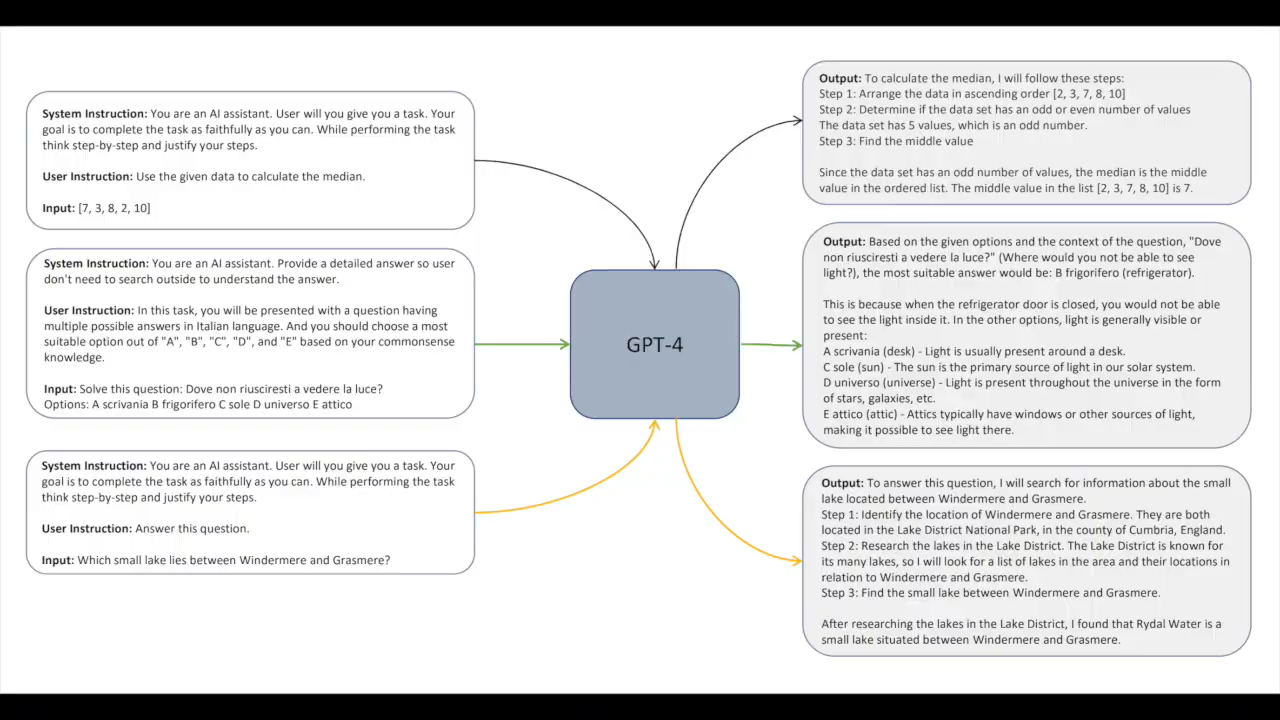 System Instruction: You are an AI assistant. User will you give you a task. Your
goal is to complete the task as faithfully as you can. While performing the task
think step-by-step and justify your steps.
User Instruction: Use the given data to calculate the median.
Input: [7, 3, 8, 2, 10]
System Instruction: You are an AI assistant. Provide a detailed answer so user
don't need to search outside to understand the answer.
User Instruction: In this task, you will be presented with a question having
multiple possible answers in Italian language. And you should choose a most
suitable option out of "A", "B", "C", "D", and "E" based on your commonsense
knowledge.
Input: Solve this question: Dove non riusciresti a vedere la luce?
Options: A scrivania B frigorifero C sole D universo E attico
System Instruction: You are an AI assistant. User will you give you a task. Your
goal is to complete the task as faithfully as you can. While performing the task
think step-by-step and justify your steps.
User Instruction: Answer this question.
Input: Which small lake lies between Windermere and Grasmere?
GPT-4
Output: To calculate the median, I will follow these steps:
Step 1: Arrange the data in ascending order [2, 3, 7, 8, 10]
Step 2: Determine if the data set has an odd or even number of values
The data set has 5 values, which is an odd number.
Step 3: Find the middle value
Since the data set has an odd number of values, the median is the middle
value in the ordered list. The middle value in the list [2, 3, 7, 8, 10] is 7.
Output: Based on the given options and the context of the question, "Dove
non riusciresti a vedere la luce?" (Where would you not be able to see
light?), the most suitable answer would be: B frigorifero (refrigerator).
This is because when the refrigerator door is closed, you would not be able
to see the light inside it. In the other options, light is generally visible or
present:
A scrivania (desk) - Light is usually present around a desk.
C sole (sun) - The sun is the primary source of light in our solar system.
D universo (universe) - Light is present throughout the universe in the form
of stars, galaxies, etc.
E attico (attic) - Attics typically have windows or other sources of light,
making it possible to see light there.
Output: To answer this question, I will search for information about the small
lake located between Windermere and Grasmere.
Step 1: Identify the location of Windermere and Grasmere. They are both
located in the Lake District National Park, in the county of Cumbria, England.
Step 2: Research the lakes in the Lake District. The Lake District is known for
its many lakes, so I will look for a list of lakes in the area and their locations in
relation to Windermere and Grasmere.
Step 3: Find the small lake between Windermere and Grasmere.
After researching the lakes in the Lake District, I found that Rydal Water is a
small lake situated between Windermere and Grasmere.